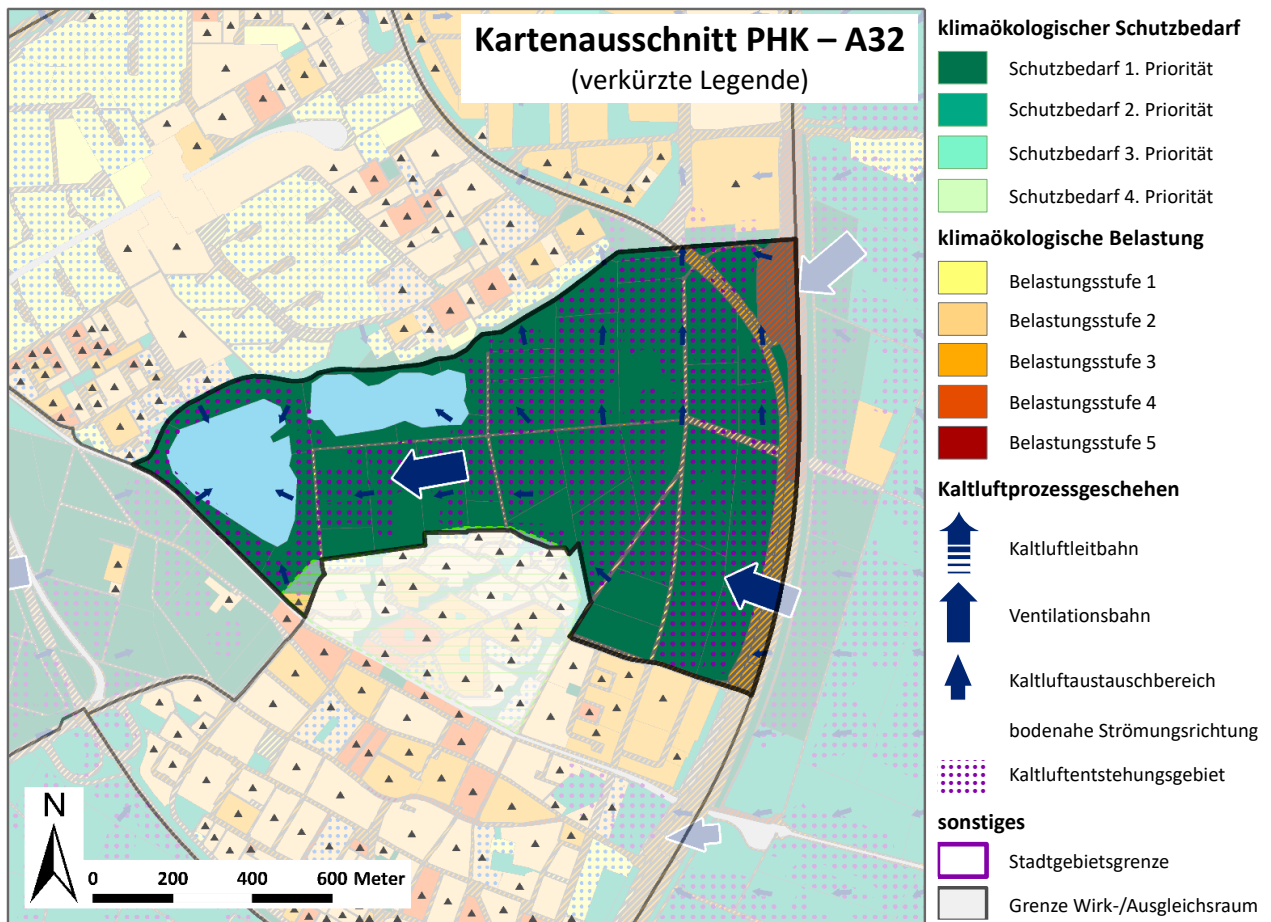 Kartenausschnitt PHK – A32
(verkürzte Legende)
klimaökologischer Schutzbedarf
Schutzbedarf 1. Priorität
Schutzbedarf 2. Priorität
Schutzbedarf 3. Priorität
Schutzbedarf 4. Priorität
klimaökologische Belastung
Belastungsstufe 1
Belastungsstufe 2
Belastungsstufe 3
Belastungsstufe 4
Belastungsstufe 5
Kaltluftprozessgeschehen
Kaltluftleitbahn
Ventilationsbahn
Kaltluftaustauschbereich
bodenahe Strömungsrichtung
Kaltluftentstehungsgebiet
sonstiges
Stadtgebietsgrenze
Grenze Wirk-/Ausgleichsraum
N
0 200 400 600 Meter